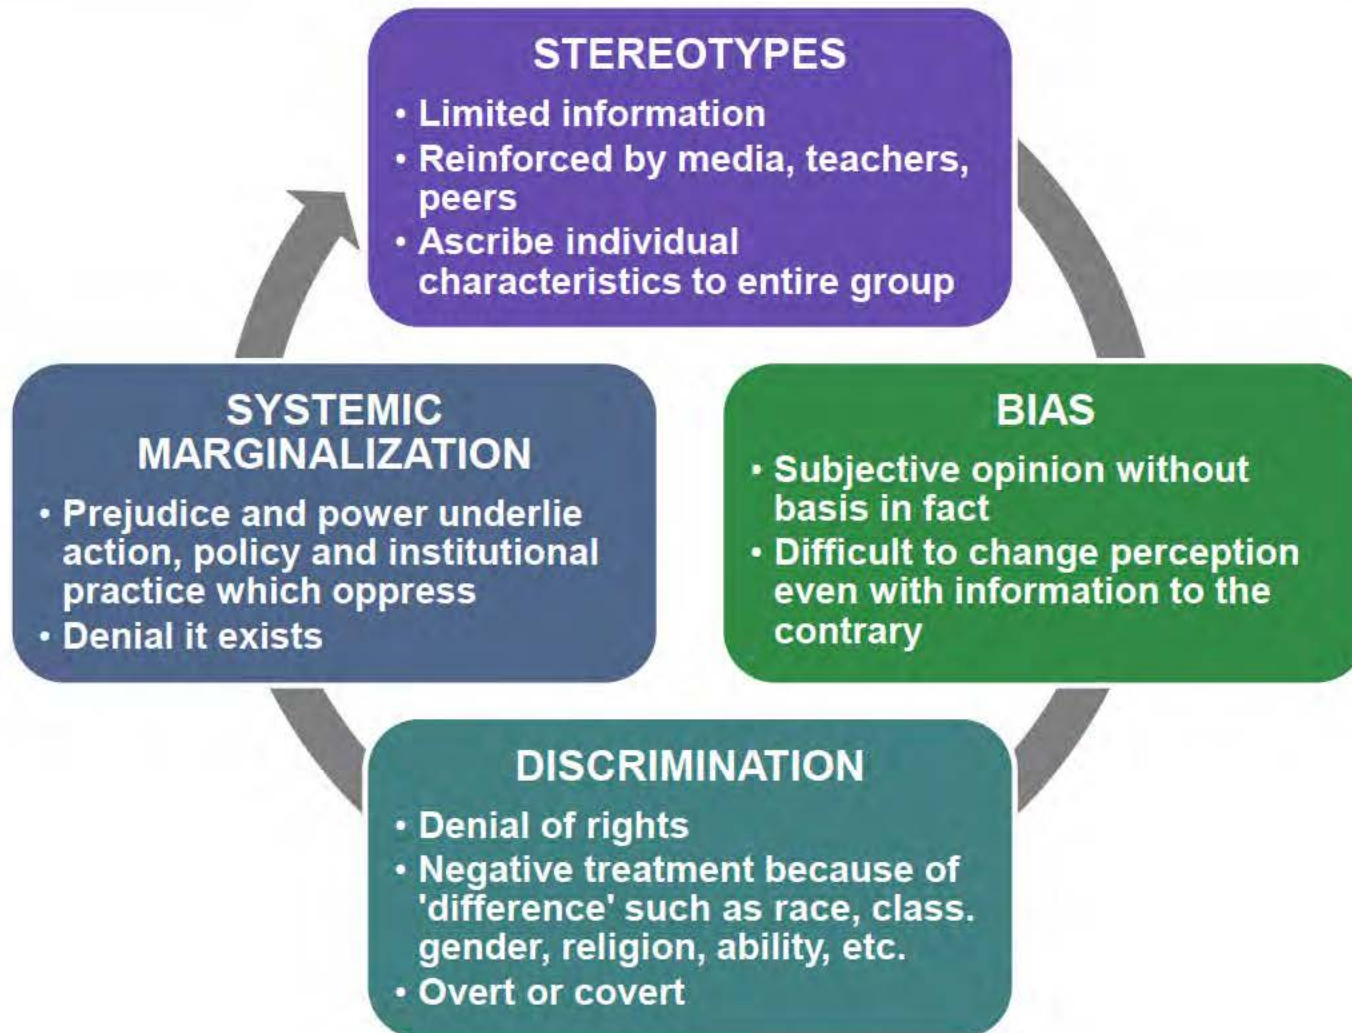 STEREOTYPES
• Limited information
• Reinforced by media, teachers,
peers
• Ascribe individual
characteristics to entire group
BIAS
• Subjective opinion without
basis in fact
• Difficult to change perception
even with information to the
contrary
DISCRIMINATION
• Denial of rights
• Negative treatment because of
'difference' such as race, class.
gender, religion, ability, etc.
• Overt or covert
SYSTEMIC
MARGINALIZATION
• Prejudice and power underlie
action, policy and institutional
practice which oppress
• Denial it exists